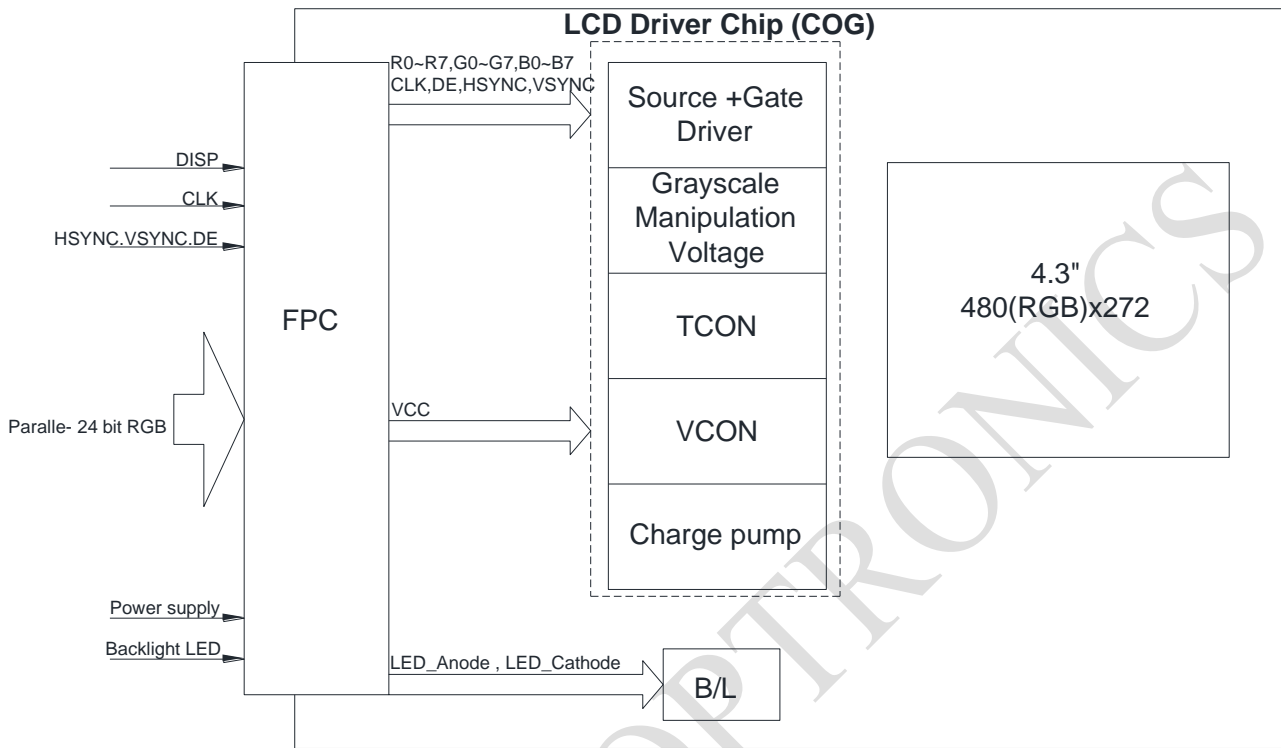 LCD Driver Chip (COG)
R0~R7,G0~G7,B0~B7
CLK,DE,HSYNC,VSYNC
Source +Gate
Driver
DISP
Grayscale
Manipulation
Voltage
CLK
HSYNC.VSYNC.DE
4.3"
480(RGB)x272
FPC
TCON
Paralle- 24 bit RGB
VCC
VCON
Charge pump
Power supply
Backlight LED
LED_Anode , LED_Cathode
B/L
OPTRONICS